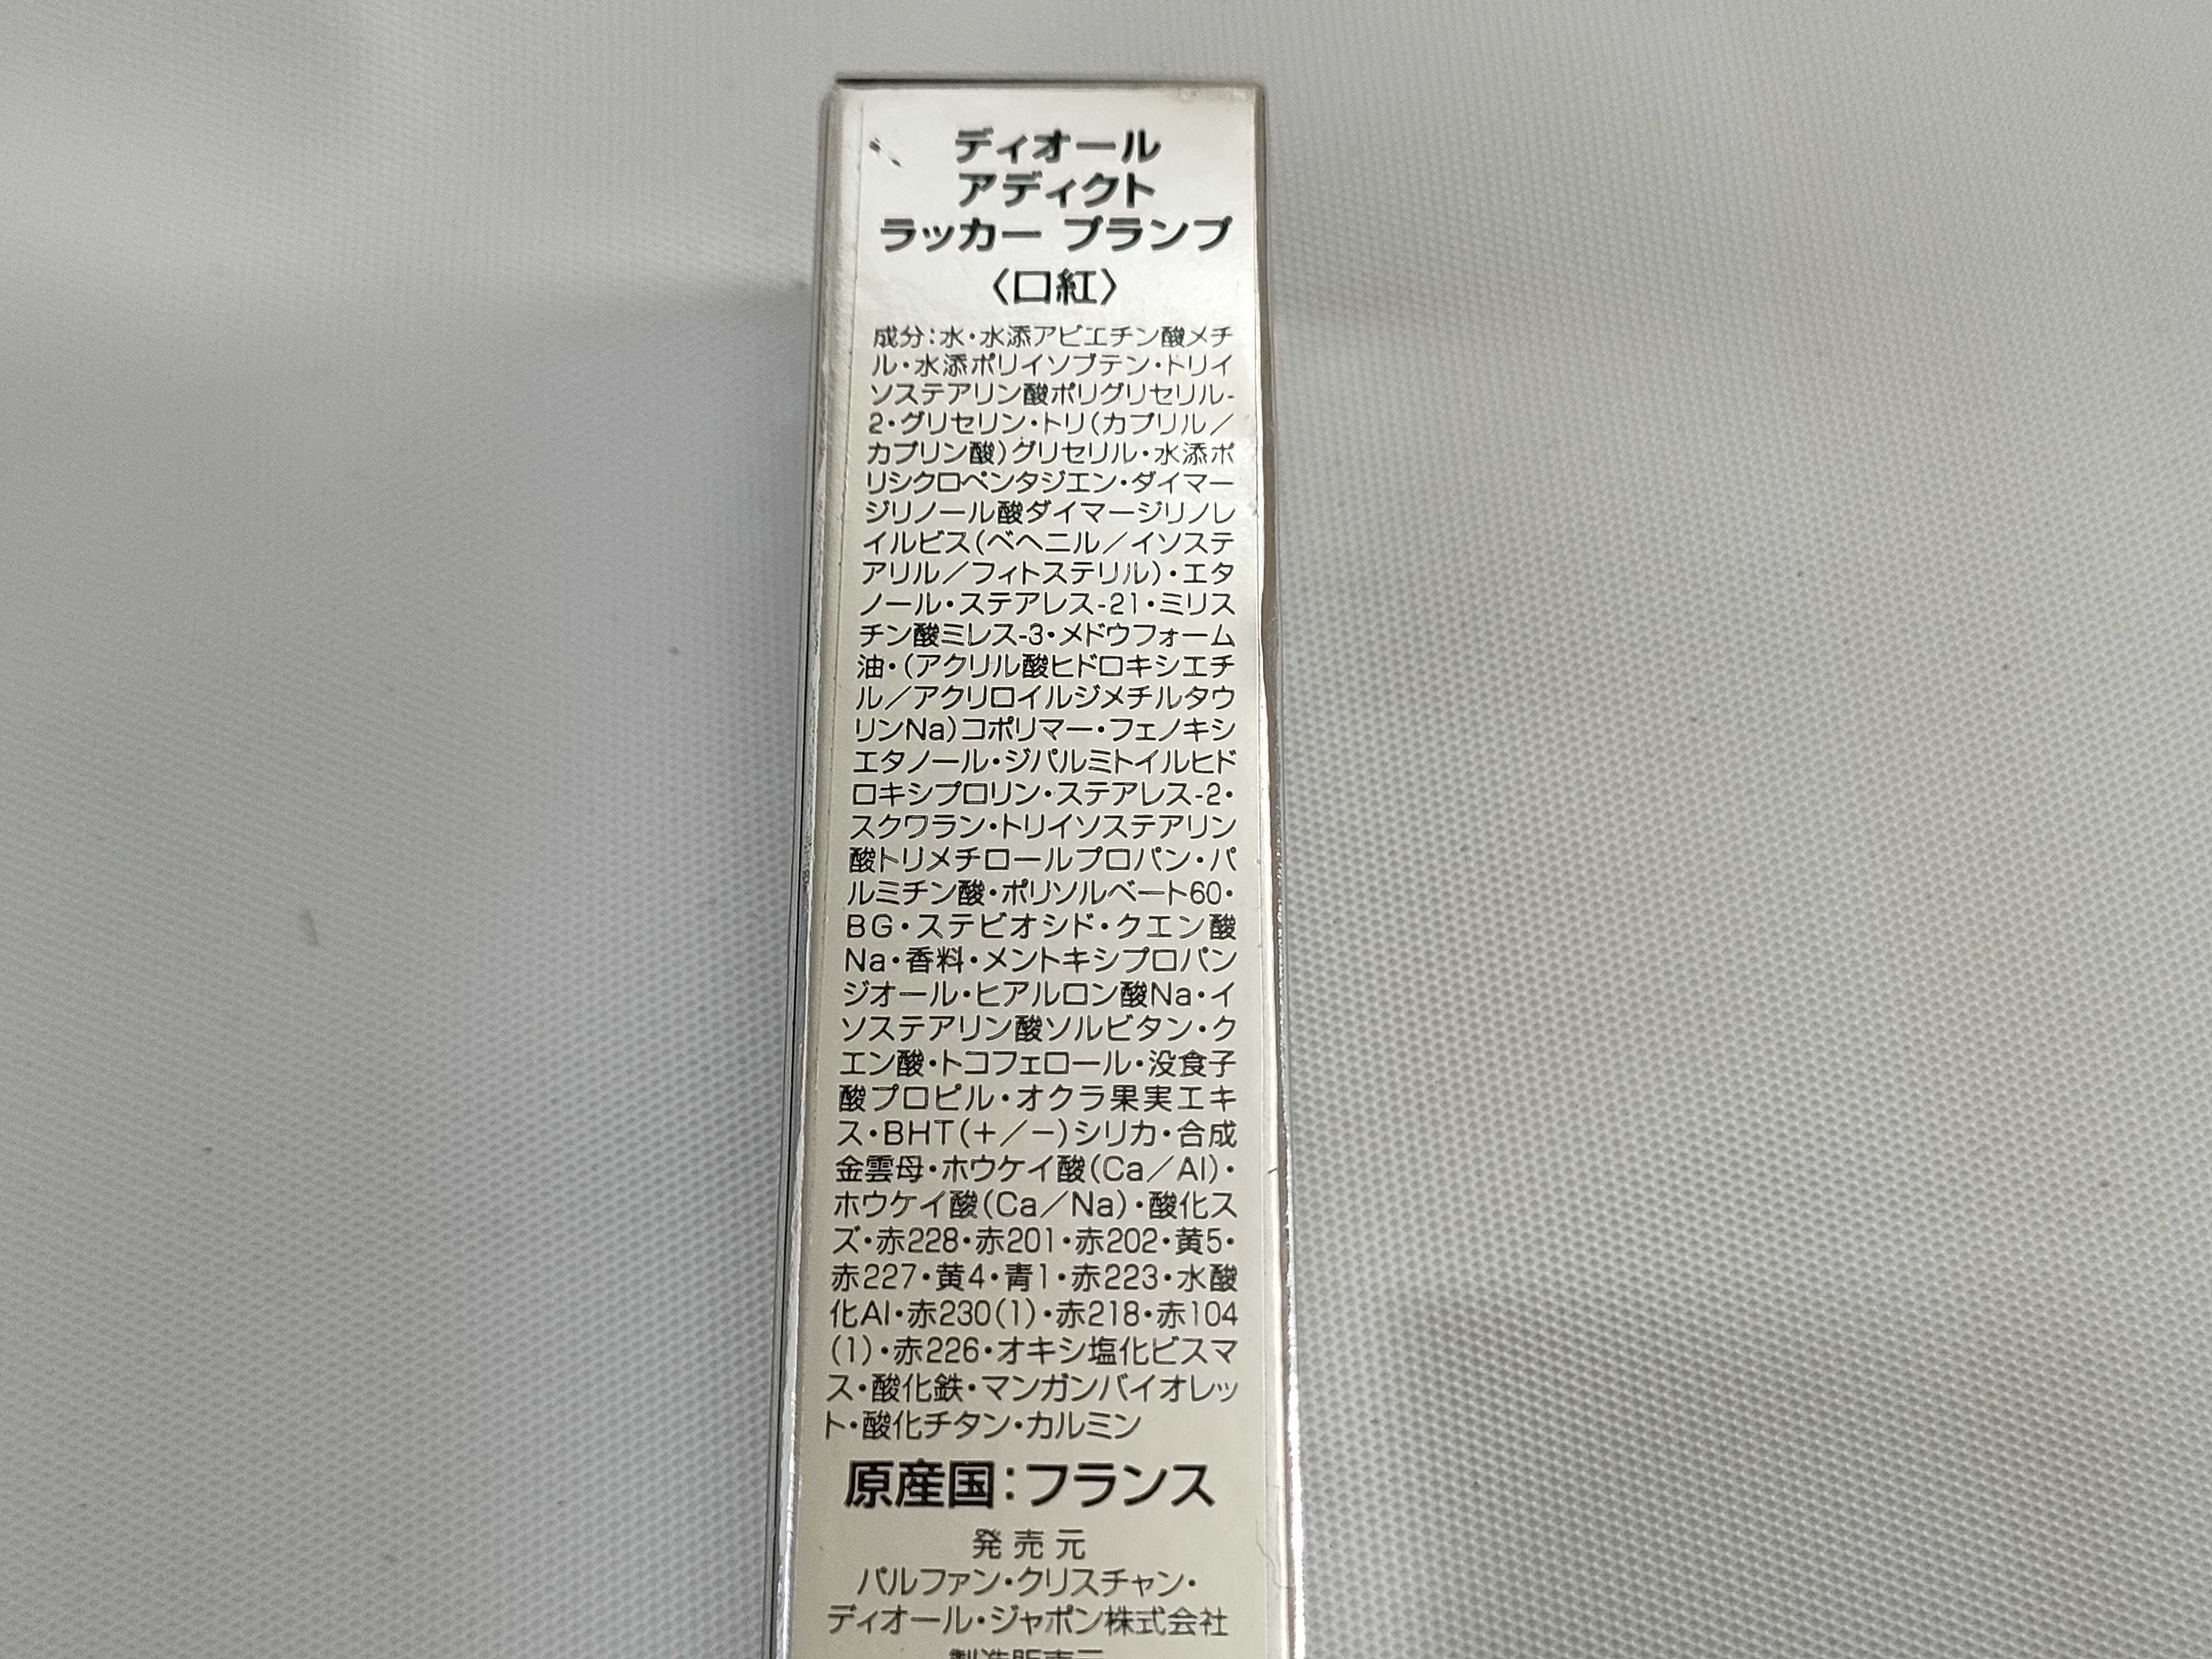 ディオール
アディクト
ラッカー プランプ
〈口紅〉
成分:水・水添アビエチン酸メチ
ル・水添ポリイソブテン・トリイ
ソステアリン酸ポリグリセリル-
2・グリセリン・トリ(カプリル/
カプリン酸)グリセリル・水添ポ
リシクロペンタジエン・ダイマー
ジリノール酸ダイマージリノレ
イルビス(ベヘニル/イソステ
アリル/フィトステリル)・エタ
ノール・ステアレス-21・ミリス
チン酸ミレス-3・メドウフォーム
油・(アクリル酸ヒドロキシエチ
ル/アクリロイルジメチルタウ
リンNa)コポリマー・フェノキシ
エタノール・ジパルミトイルヒド
ロキシプロリン・ステアレス-2・
スクワラン・トリイソステアリン
酸トリメチロールプロパン・パ
ルミチン酸・ポリソルベート60・
BG・ステビオシド・クエン酸
Na・香料・メントキシプロパン
ジオール・ヒアルロン酸Na・イ
ソステアリン酸ソルビタン・ク
エン酸・トコフェロール・没食子
酸プロピル・オクラ果実エキ
ス・BHT(+/-)シリカ・合成
金雲母・ホウケイ酸(Ca/Al)・
ホウケイ酸(Ca/Na)・酸化ス
ズ・赤228・赤201・赤202・黄5・
赤227・黄4・青1・赤223・水酸
化Al・赤230(1)・赤218・赤104
(1)・赤226・オキシ塩化ビスマ
ス・酸化鉄・マンガンバイオレッ
ト・酸化チタン・カルミン
原産国:フランス
発売元
パルファン・クリスチャン・
ディオール・ジャポン株式会社